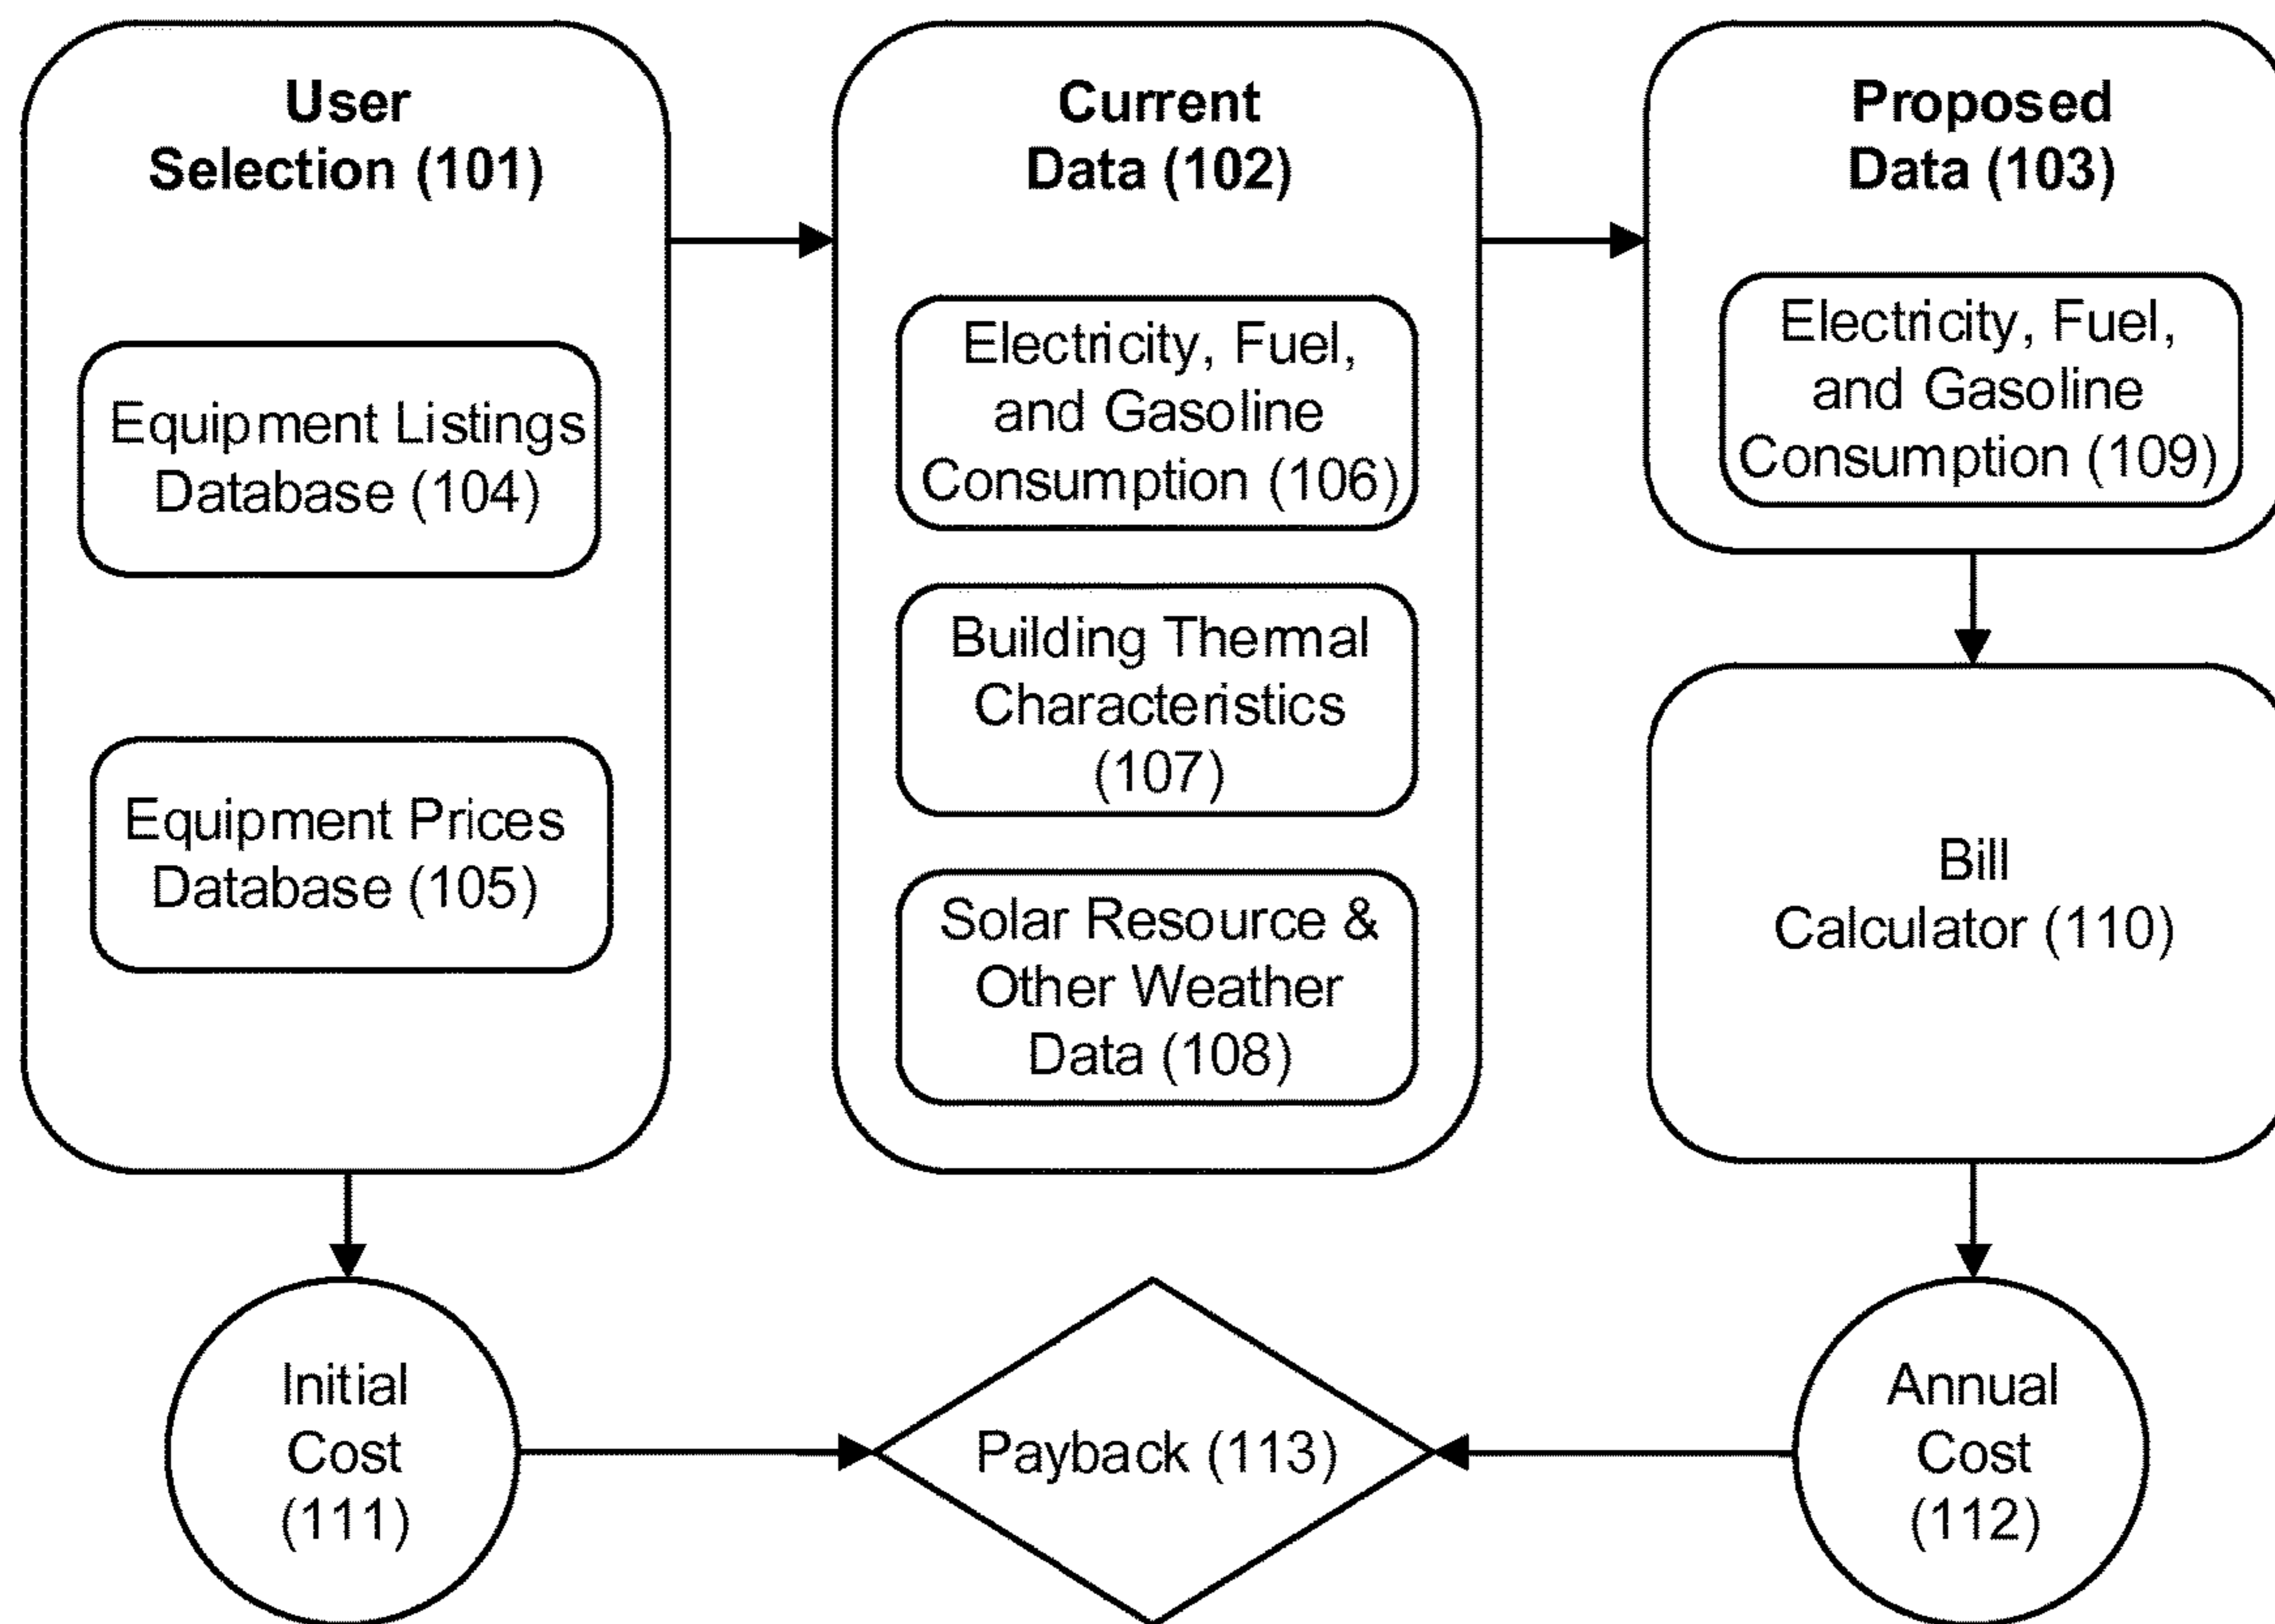 User
Selection (101)
Equipment Listings
Database (104)
Equipment Prices
Database (105)
Current
Data (102)
Electricity, Fuel,
and Gasoline
Consumption (106)
Building Thermal
Characteristics
(107)
Solar Resource &
Other Weather
Data (108)
Proposed
Data (103)
Electricity, Fuel,
and Gasoline
Consumption (109)
Bill
Calculator (110)
Initial
Cost
(111)
Payback (113)
Annual
Cost
(112)